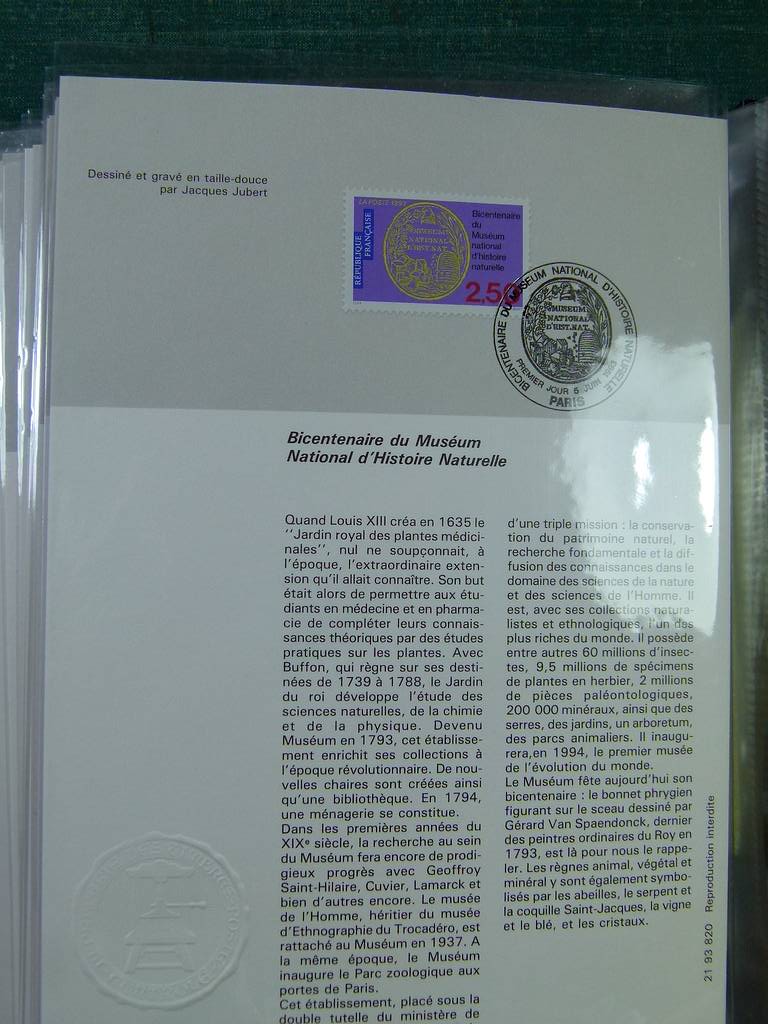 Dessiné et gravé en taille-douce
par Jacques Jubert
LA POSTE 1993
RÉPUBLIQUE
FRANÇAISE
MUSEUM
NATIONAL
D'HIST.NAT.
Bicentenaire
du
Muséum
national
d'histoire
naturelle
2,50
BICENTENAIRE DU MUSEUM NATIONAL D'HISTOIRE NATURELLE
MUSEUM
NATIONAL
D'HIST.NAT.
PREMIER JOUR 5 JUIN 1993
PARIS
Bicentenaire du Muséum
National d'Histoire Naturelle
Quand Louis XIII créa en 1635 le
''Jardin royal des plantes médici-
nales'', nul ne soupçonnait, à
l'époque, l'extraordinaire exten-
sion qu'il allait connaître. Son but
était alors de permettre aux étu-
diants en médecine et en pharma-
cie de compléter leurs connais-
sances théoriques par des études
pratiques sur les plantes. Avec
Buffon, qui règne sur ses desti-
nées de 1739 à 1788, le Jardin
du roi développe l'étude des
sciences naturelles, de la chimie
et de la physique. Devenu
Muséum en 1793, cet établisse-
ment enrichit ses collections à
l'époque révolutionnaire. De nou-
velles chaires sont créées ainsi
qu'une bibliothèque. En 1794,
une ménagerie se constitue.
Dans les premières années du
XIXe siècle, la recherche au sein
du Muséum fera encore de prodi-
gieux progrès avec Geoffroy
Saint-Hilaire, Cuvier, Lamarck et
bien d'autres encore. Le musée
de l'Homme, héritier du musée
d'Ethnographie du Trocadéro, est
rattaché au Muséum en 1937. A
la même époque, le Muséum
inaugure le Parc zoologique aux
portes de Paris.
Cet établissement, placé sous la
double tutelle du ministère de
d'une triple mission : la conserva-
tion du patrimoine naturel, la
recherche fondamentale et la dif-
fusion des connaissances dans le
domaine des sciences de la nature
et des sciences de l'Homme. Il
est, avec ses collections natura-
listes et ethnologiques, l'un des
plus riches du monde. Il possède
entre autres 60 millions d'insec-
tes, 9,5 millions de spécimens
de plantes en herbier, 2 millions
de pièces paléontologiques,
200 000 minéraux, ainsi que des
serres, des jardins, un arboretum,
des parcs animaliers. Il inaugu-
rera,en 1994, le premier musée
de l'évolution du monde.
Le Muséum fête aujourd'hui son
bicentenaire : le bonnet phrygien
figurant sur le sceau dessiné par
Gérard Van Spaendonck, dernier
des peintres ordinaires du Roy en
1793, est là pour nous le rappe-
ler. Les règnes animal, végétal et
minéral y sont également symbo-
lisés par les abeilles, le serpent et
la coquille Saint-Jacques, la vigne
et le blé, et les cristaux.
21 93 820 Reproduction interdite